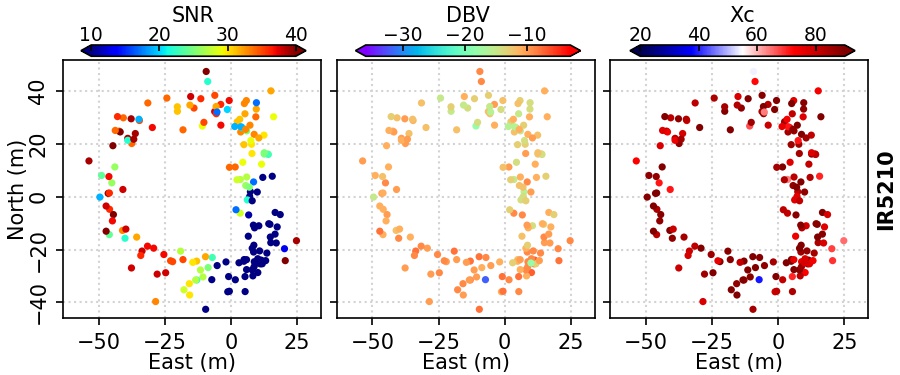 SNR DBV Xc
10 20 30 40 −30 −20 −10 20 40 60 80
40
20
0
−20
−40
North (m)
IR5210
−50 −25 0 25 −50 −25 0 25 −50 −25 0 25
East (m) East (m) East (m)